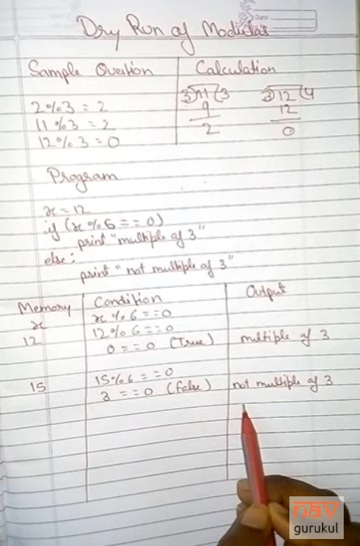 Dry Run of Modulas
Sample Question Calculation
2%3 = 2 3)11(3 3)12(4
11%3 = 2 9 12
12%3 = 0 2 0
Program
x = 12
if (x%6 == 0)
print "multiple of 3"
else:
print "not multiple of 3"
Memory Condition Output
x x%6 == 0
12 12%6 == 0
0 == 0 (True) multiple of 3
15 15%6 == 0
3 == 0 (false) not multiple of 3
nav
gurukul